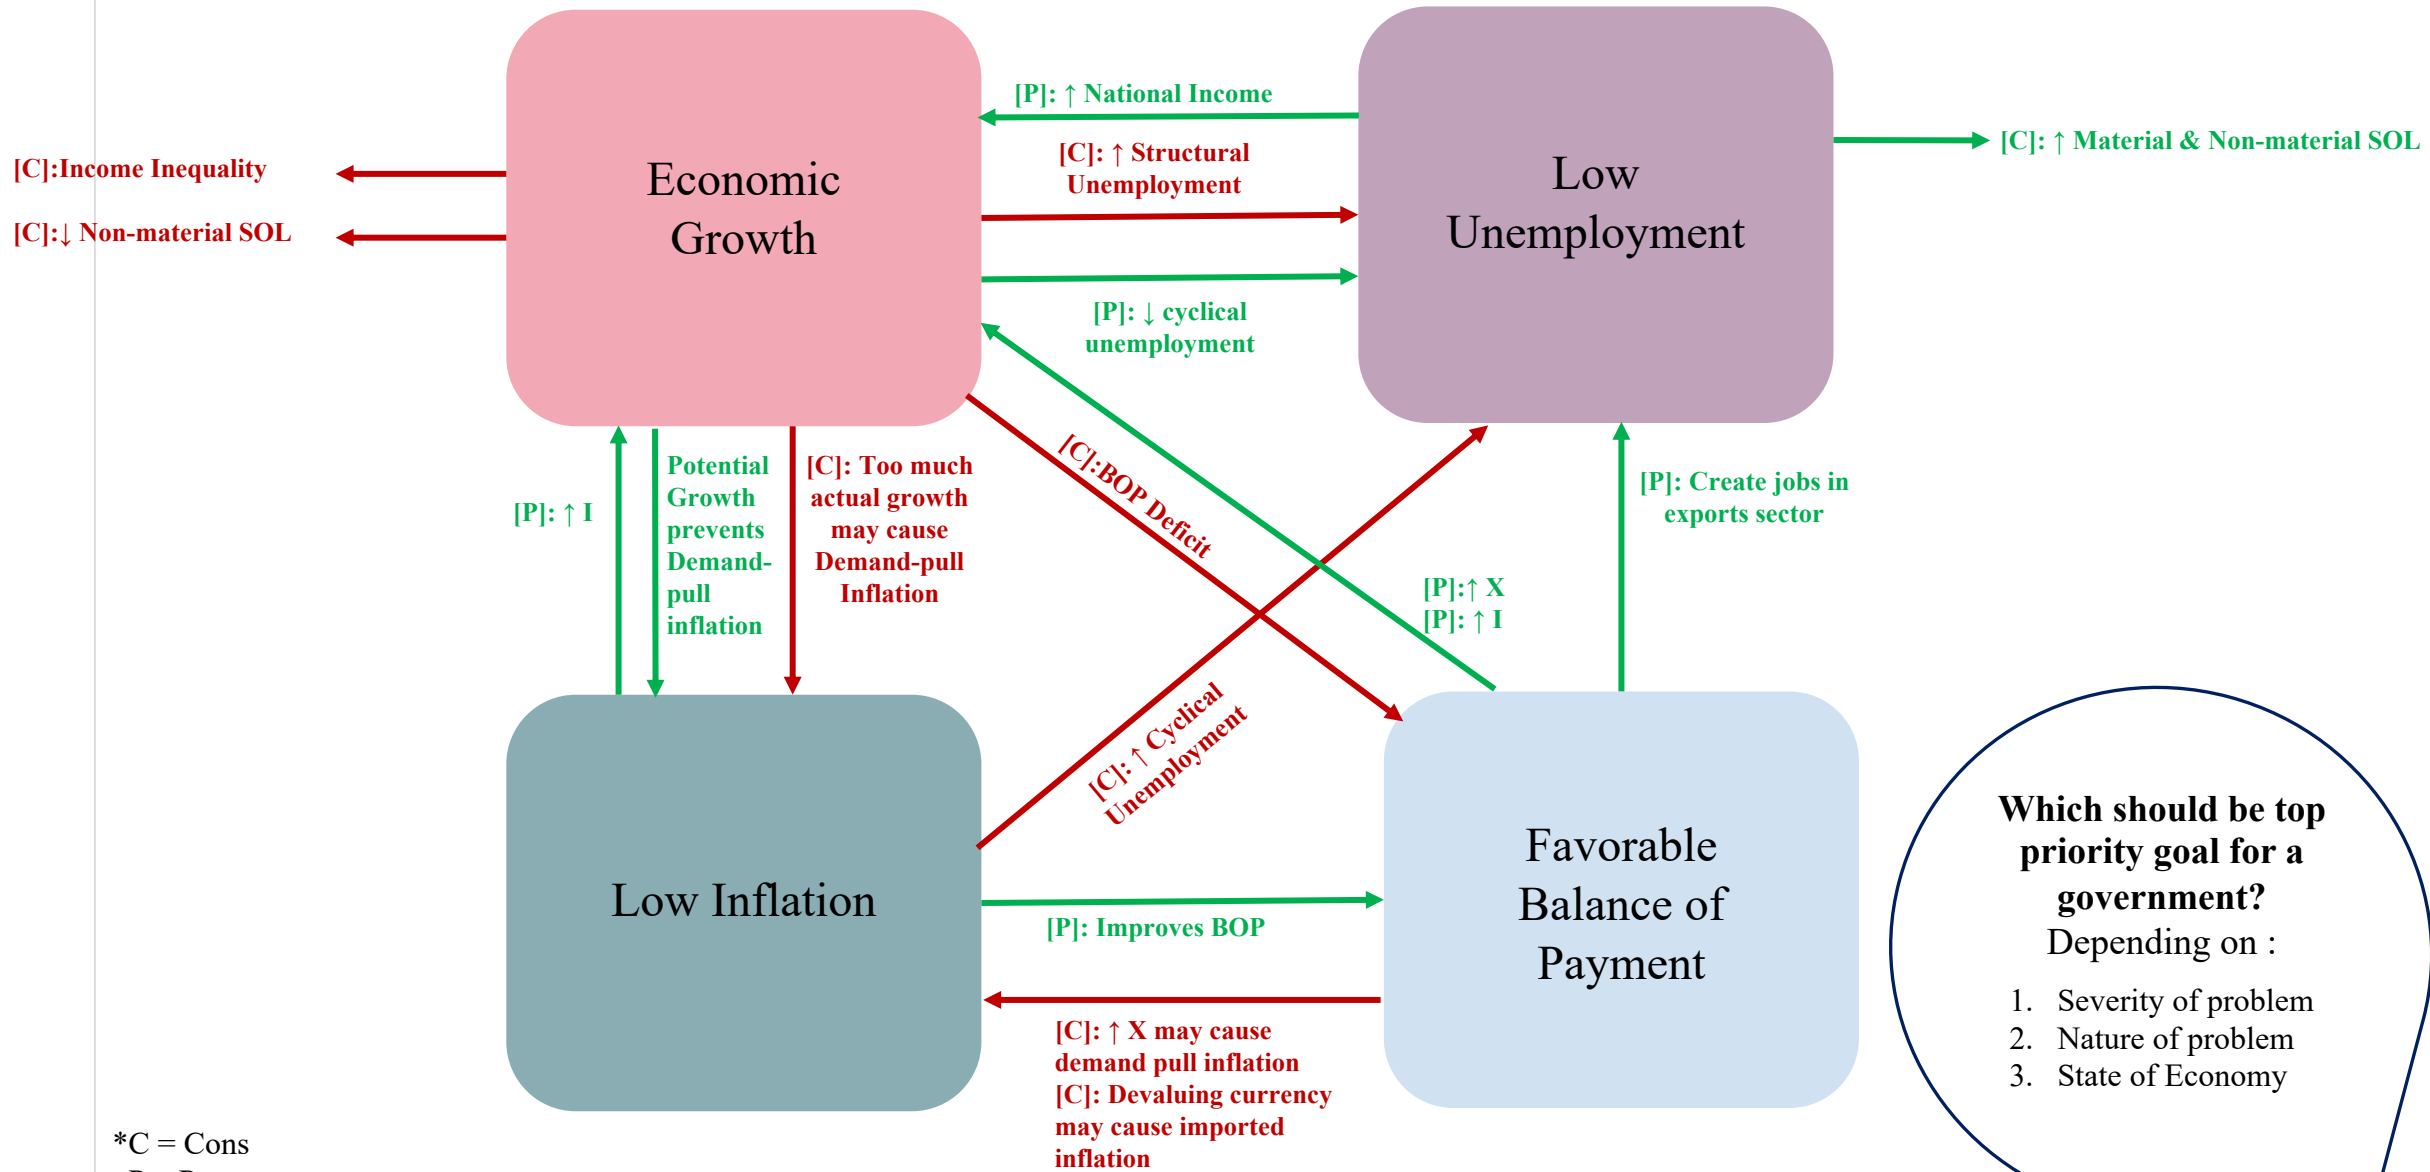 Economic
Growth
Low
Unemployment
[P]: ↑ National Income
[C]: ↑ Structural
Unemployment
[P]: ↓ cyclical
unemployment
[C]: ↑ Material & Non-material SOL
[C]:Income Inequality
[C]:↓ Non-material SOL
[P]: ↑ I
Potential
Growth
prevents
Demand-
pull
inflation
[C]: Too much
actual growth
may cause
Demand-pull
Inflation
[C]:BOP Deficit
[P]:↑ X
[P]: ↑ I
[P]: Create jobs in
exports sector
[C]: ↑ Cyclical
Unemployment
Low Inflation
[P]: Improves BOP
Favorable
Balance of
Payment
[C]: ↑ X may cause
demand pull inflation
[C]: Devaluing currency
may cause imported
inflation
Which should be top
priority goal for a
government?
Depending on :
1. Severity of problem
2. Nature of problem
3. State of Economy
*C = Cons